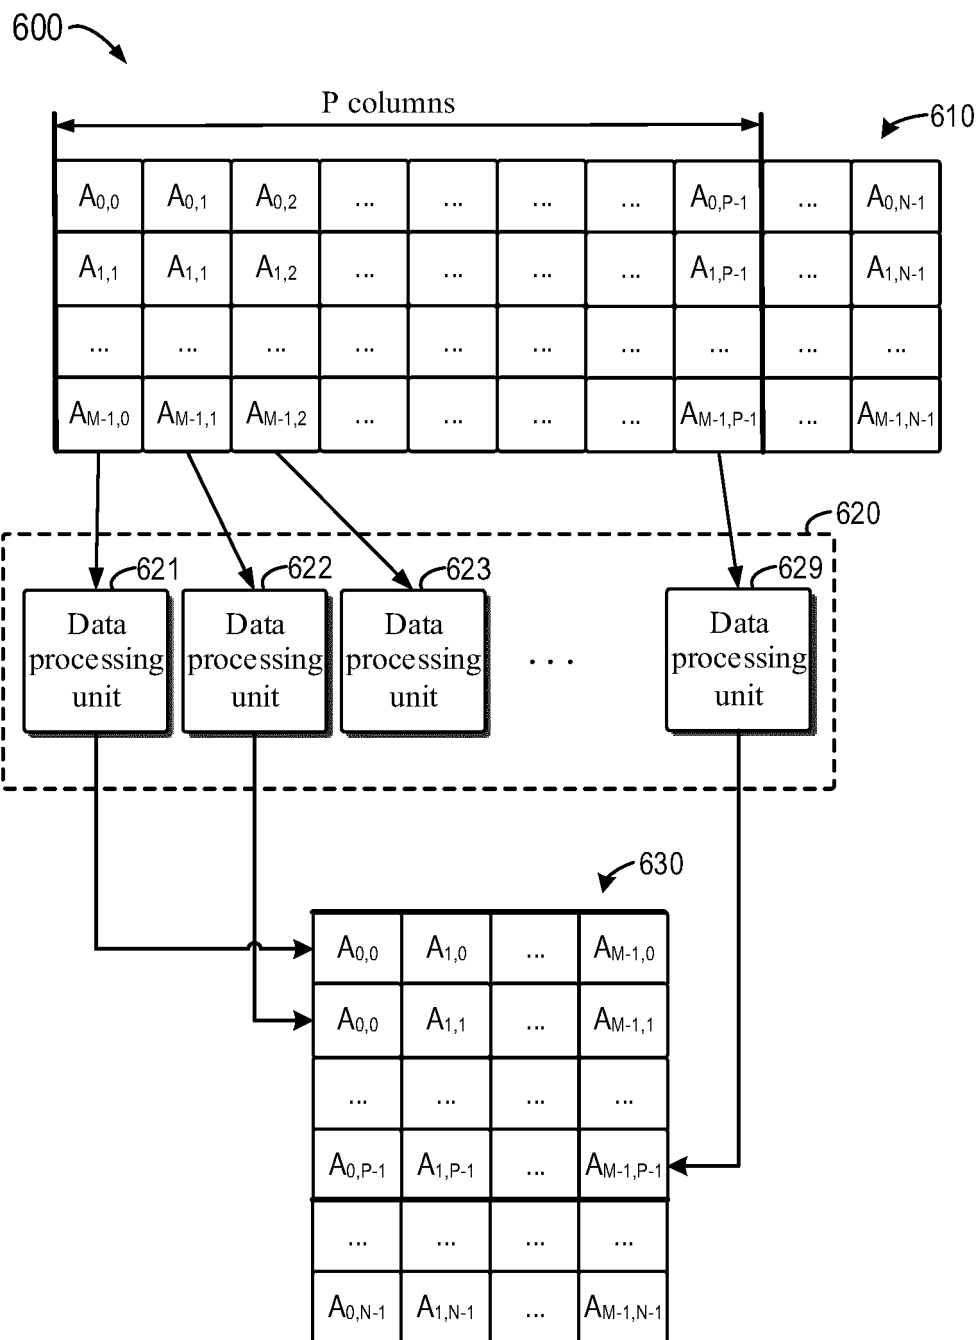 600
P columns
610
A0,0 A0,1 A0,2 ... ... ... ... A0,P-1 ... A0,N-1
A1,1 A1,1 A1,2 ... ... ... ... A1,P-1 ... A1,N-1
... ... ... ... ... ... ... ... ... ...
AM-1,0 AM-1,1 AM-1,2 ... ... ... ... AM-1,P-1 ... AM-1,N-1
620
621 622 623 629
Data processing unit
Data processing unit
Data processing unit
...
Data processing unit
630
A0,0 A1,0 ... AM-1,0
A0,0 A1,1 ... AM-1,1
... ... ... ...
A0,P-1 A1,P-1 ... AM-1,P-1
... ... ... ...
A0,N-1 A1,N-1 ... AM-1,N-1